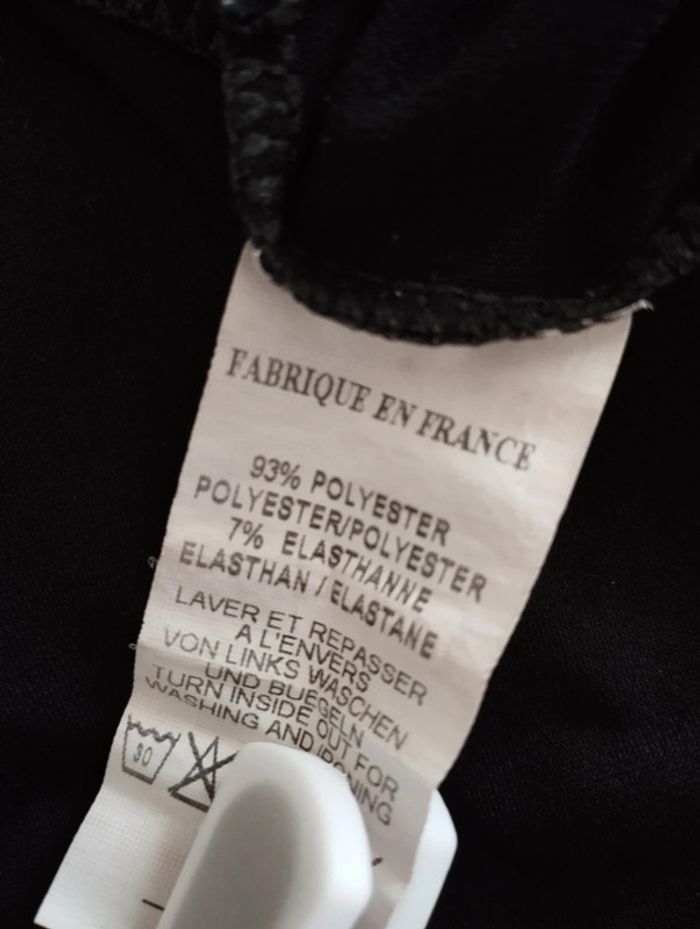 FABRIQUE EN FRANCE
93% POLYESTER
POLYESTER/POLYESTER
7% ELASTHANNE
ELASTHAN / ELASTANE
LAVER ET REPASSER
A L'ENVERS
VON LINKS WASCHEN
UND BUEGELN
TURN INSIDE OUT FOR
WASHING AND IRONING
30